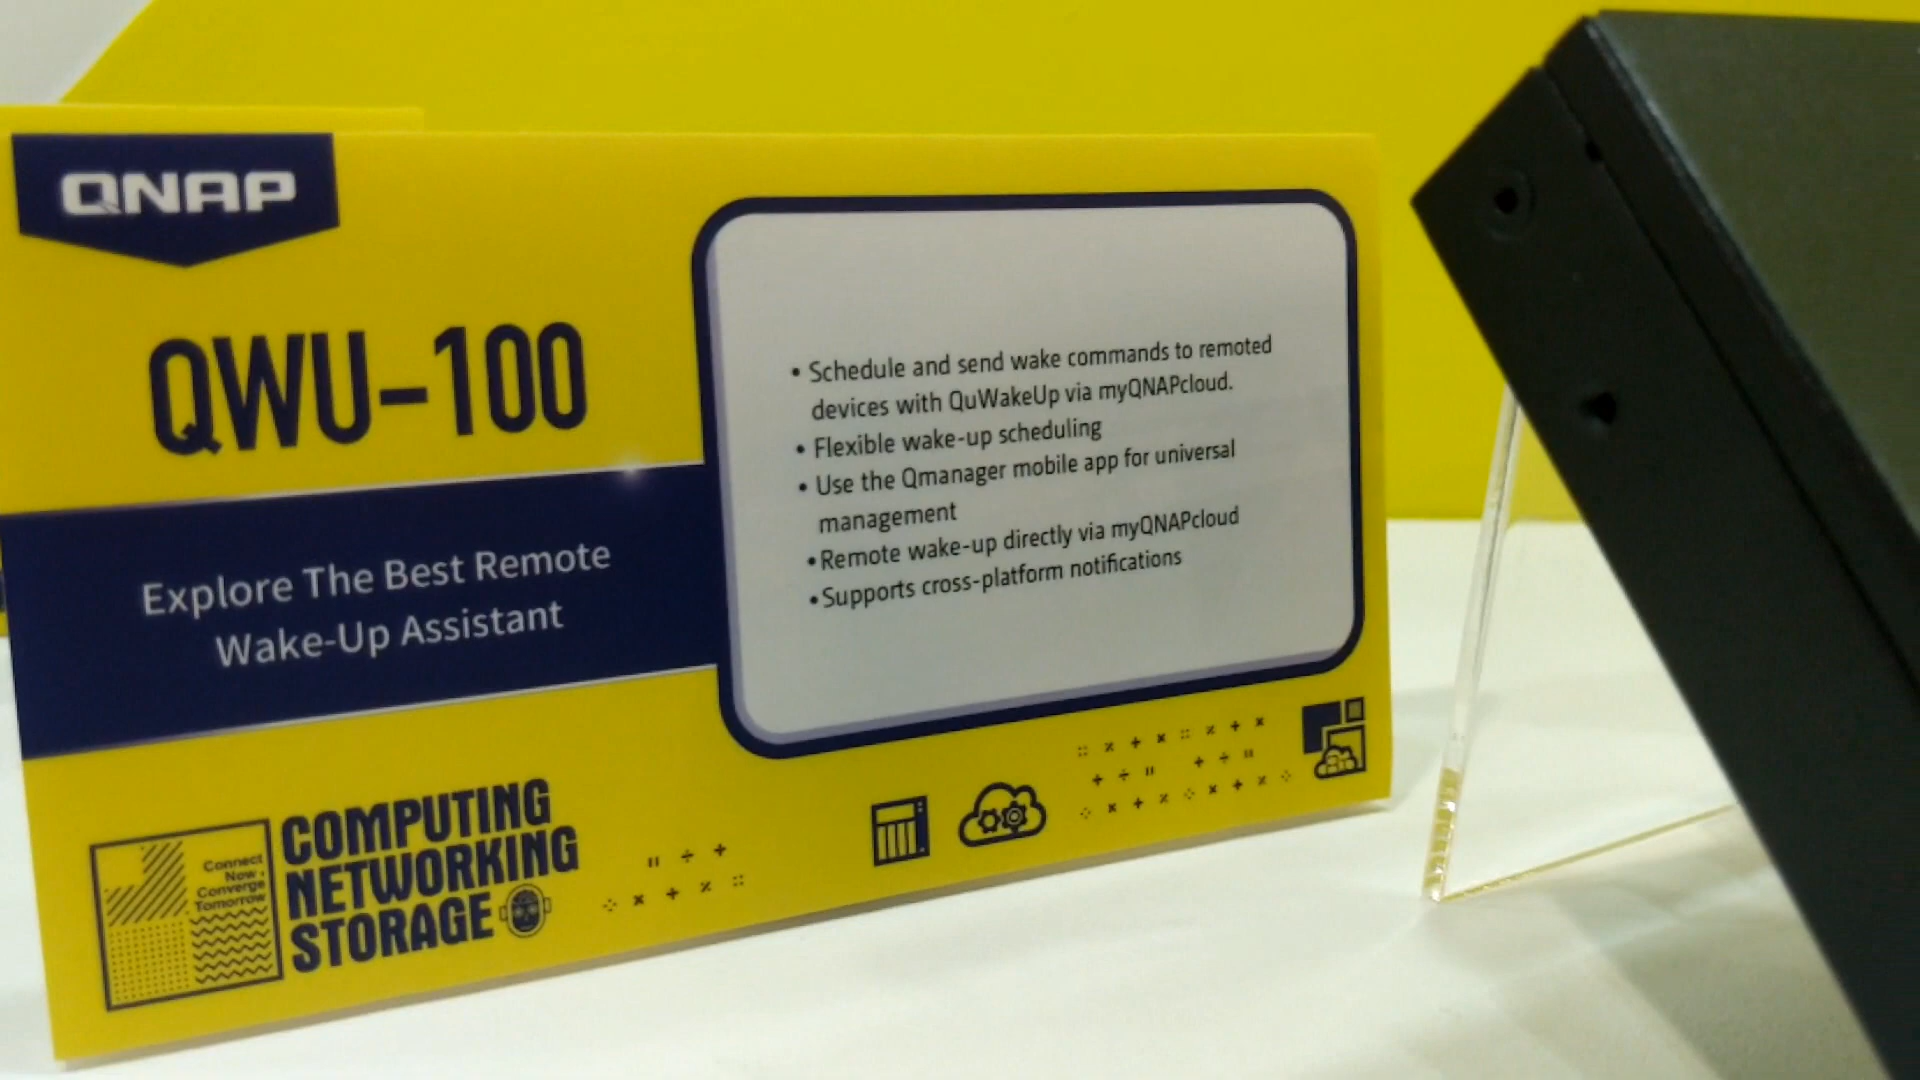 QNAP
QWU-100
Explore The Best Remote
Wake-Up Assistant
• Schedule and send wake commands to remoted
devices with QuWakeUp via myQNAPcloud.
• Flexible wake-up scheduling
• Use the Qmanager mobile app for universal
management
• Remote wake-up directly via myQNAPcloud
• Supports cross-platform notifications
Connect
Now,
Converge
Tomorrow
COMPUTING
NETWORKING
STORAGE